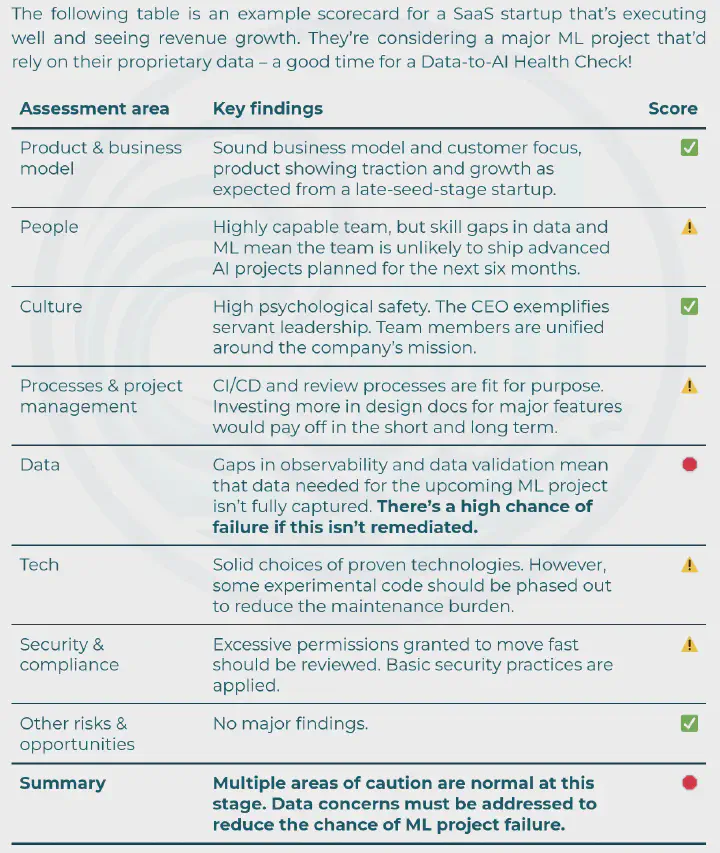 The following table is an example scorecard for a SaaS startup that's executing
well and seeing revenue growth. They're considering a major ML project that'd
rely on their proprietary data – a good time for a Data-to-AI Health Check!
Assessment area Key findings Score
Product & business Sound business model and customer focus,
model product showing traction and growth as
expected from a late-seed-stage startup.
People Highly capable team, but skill gaps in data and
ML mean the team is unlikely to ship advanced
AI projects planned for the next six months.
Culture High psychological safety. The CEO exemplifies
servant leadership. Team members are unified
around the company's mission.
Processes & project CI/CD and review processes are fit for purpose.
management Investing more in design docs for major features
would pay off in the short and long term.
Data Gaps in observability and data validation mean
that data needed for the upcoming ML project
isn't fully captured. There's a high chance of
failure if this isn't remediated.
Tech Solid choices of proven technologies. However,
some experimental code should be phased out
to reduce the maintenance burden.
Security & Excessive permissions granted to move fast
compliance should be reviewed. Basic security practices are
applied.
Other risks & No major findings.
opportunities
Summary Multiple areas of caution are normal at this
stage. Data concerns must be addressed to
reduce the chance of ML project failure.